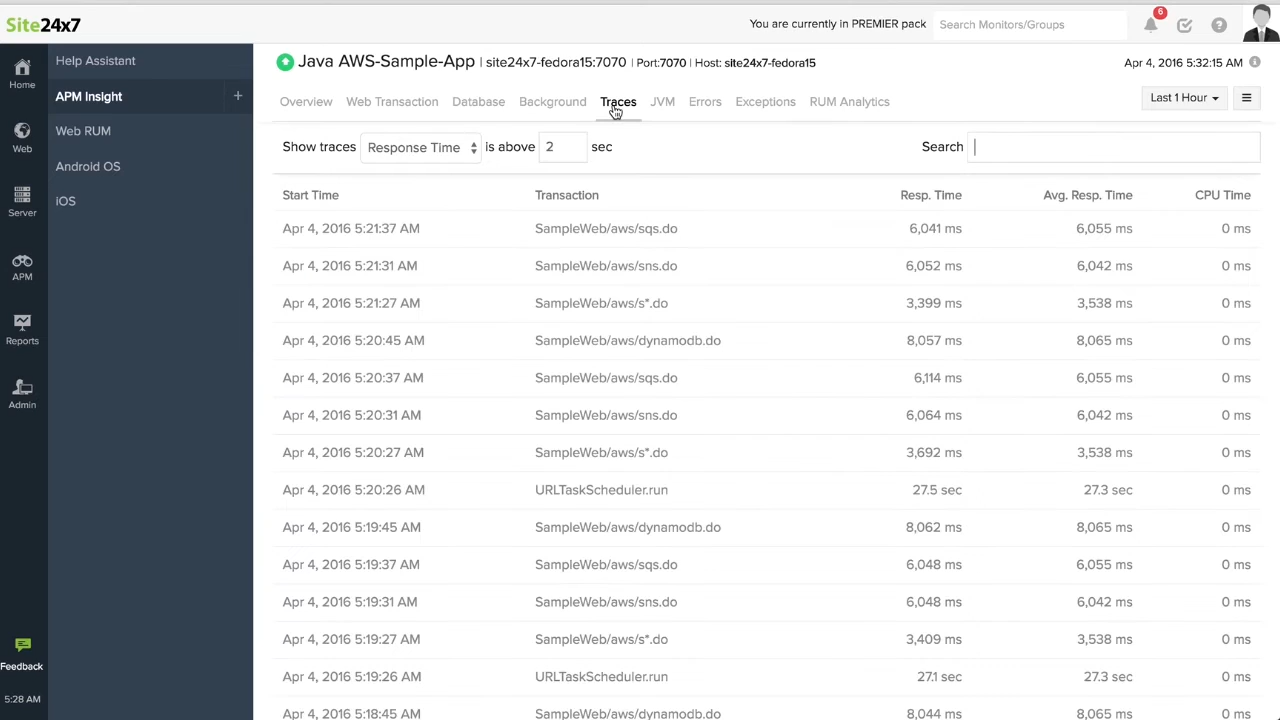 Site24x7
You are currently in PREMIER pack
Search Monitors/Groups
6
?
Home
Web
Server
APM
Reports
Admin
Feedback
5:28 AM
Help Assistant
APM Insight +
Web RUM
Android OS
iOS
Java AWS-Sample-App | site24x7-fedora15:7070 | Port:7070 | Host: site24x7-fedora15
Apr 4, 2016 5:32:15 AM
Overview Web Transaction Database Background Traces JVM Errors Exceptions RUM Analytics
Last 1 Hour
Show traces Response Time is above 2 sec
Search
Start Time Transaction Resp. Time Avg. Resp. Time CPU Time
Apr 4, 2016 5:21:37 AM SampleWeb/aws/sqs.do 6,041 ms 6,055 ms 0 ms
Apr 4, 2016 5:21:31 AM SampleWeb/aws/sns.do 6,052 ms 6,042 ms 0 ms
Apr 4, 2016 5:21:27 AM SampleWeb/aws/s*.do 3,399 ms 3,538 ms 0 ms
Apr 4, 2016 5:20:45 AM SampleWeb/aws/dynamodb.do 8,057 ms 8,065 ms 0 ms
Apr 4, 2016 5:20:37 AM SampleWeb/aws/sqs.do 6,114 ms 6,055 ms 0 ms
Apr 4, 2016 5:20:31 AM SampleWeb/aws/sns.do 6,064 ms 6,042 ms 0 ms
Apr 4, 2016 5:20:27 AM SampleWeb/aws/s*.do 3,692 ms 3,538 ms 0 ms
Apr 4, 2016 5:20:26 AM URLTaskScheduler.run 27.5 sec 27.3 sec 0 ms
Apr 4, 2016 5:19:45 AM SampleWeb/aws/dynamodb.do 8,062 ms 8,065 ms 0 ms
Apr 4, 2016 5:19:37 AM SampleWeb/aws/sqs.do 6,048 ms 6,055 ms 0 ms
Apr 4, 2016 5:19:31 AM SampleWeb/aws/sns.do 6,048 ms 6,042 ms 0 ms
Apr 4, 2016 5:19:27 AM SampleWeb/aws/s*.do 3,409 ms 3,538 ms 0 ms
Apr 4, 2016 5:19:26 AM URLTaskScheduler.run 27.1 sec 27.3 sec 0 ms
Apr 4, 2016 5:18:45 AM SampleWeb/aws/dynamodb.do 8,044 ms 8,065 ms 0 ms